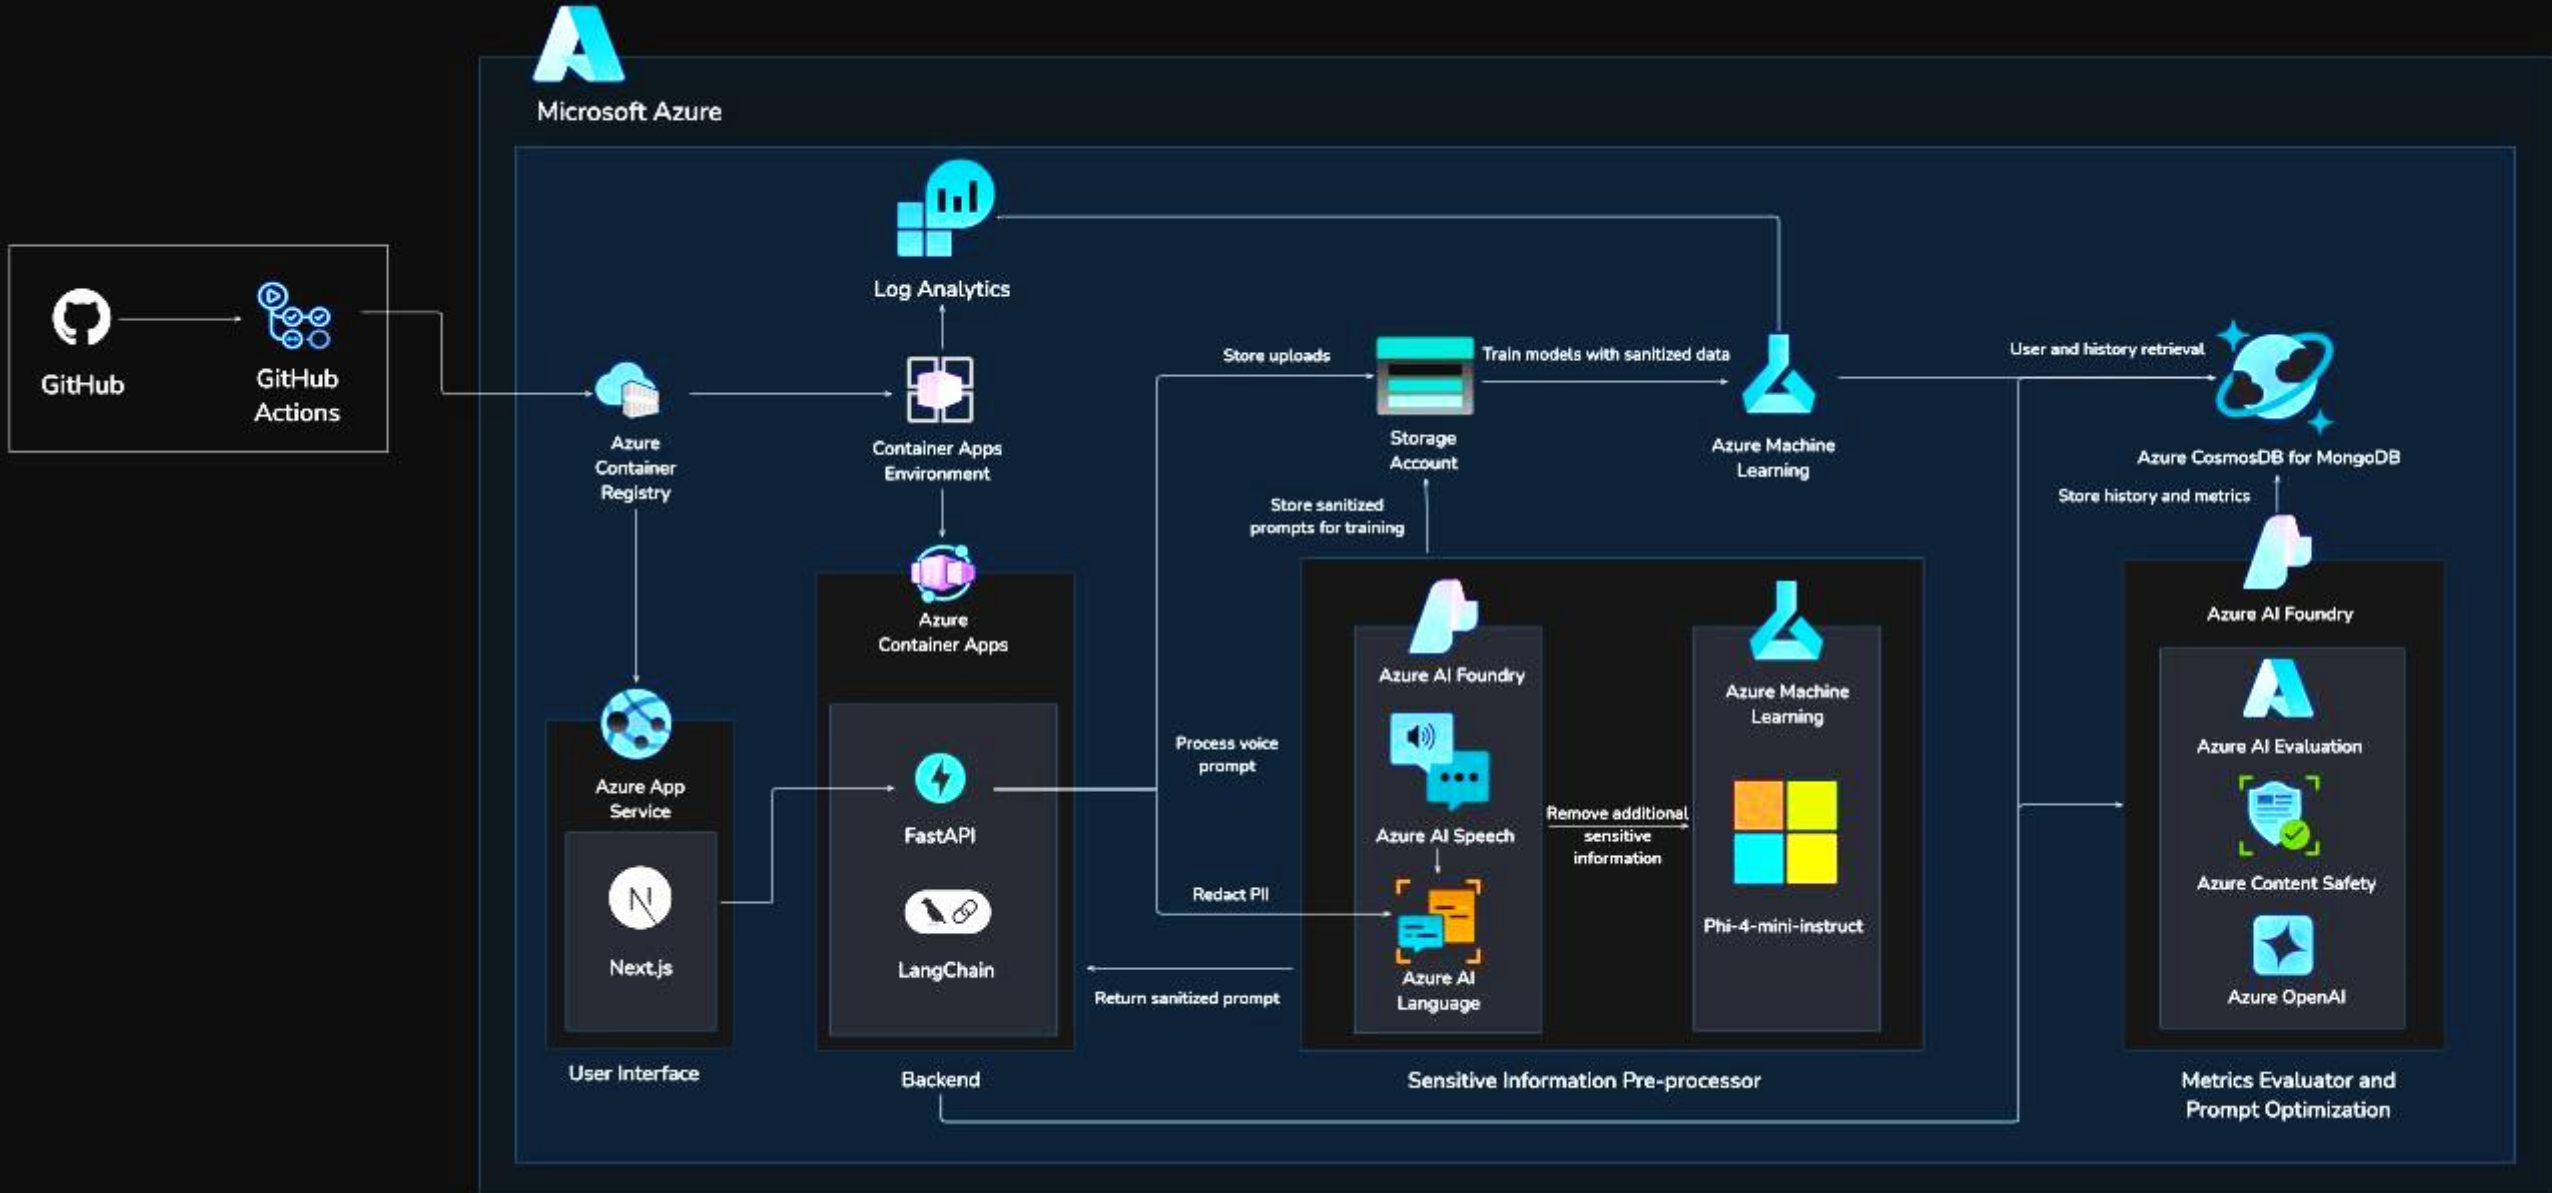 Microsoft Azure
GitHub
GitHub
Actions
Azure
Container
Registry
Log Analytics
Container Apps
Environment
Azure
Container Apps
FastAPI
LangChain
Backend
Azure App
Service
Next.js
User Interface
Store uploads
Storage
Account
Train models with sanitized data
Azure Machine
Learning
User and history retrieval
Azure CosmosDB for MongoDB
Store history and metrics
Store sanitized
prompts for training
Process voice
prompt
Redact PII
Return sanitized prompt
Azure AI Foundry
Azure AI Speech
Azure AI
Language
Remove additional
sensitive
information
Azure Machine
Learning
Phi-4-mini-instruct
Sensitive Information Pre-processor
Azure AI Foundry
Azure AI Evaluation
Azure Content Safety
Azure OpenAI
Metrics Evaluator and
Prompt Optimization